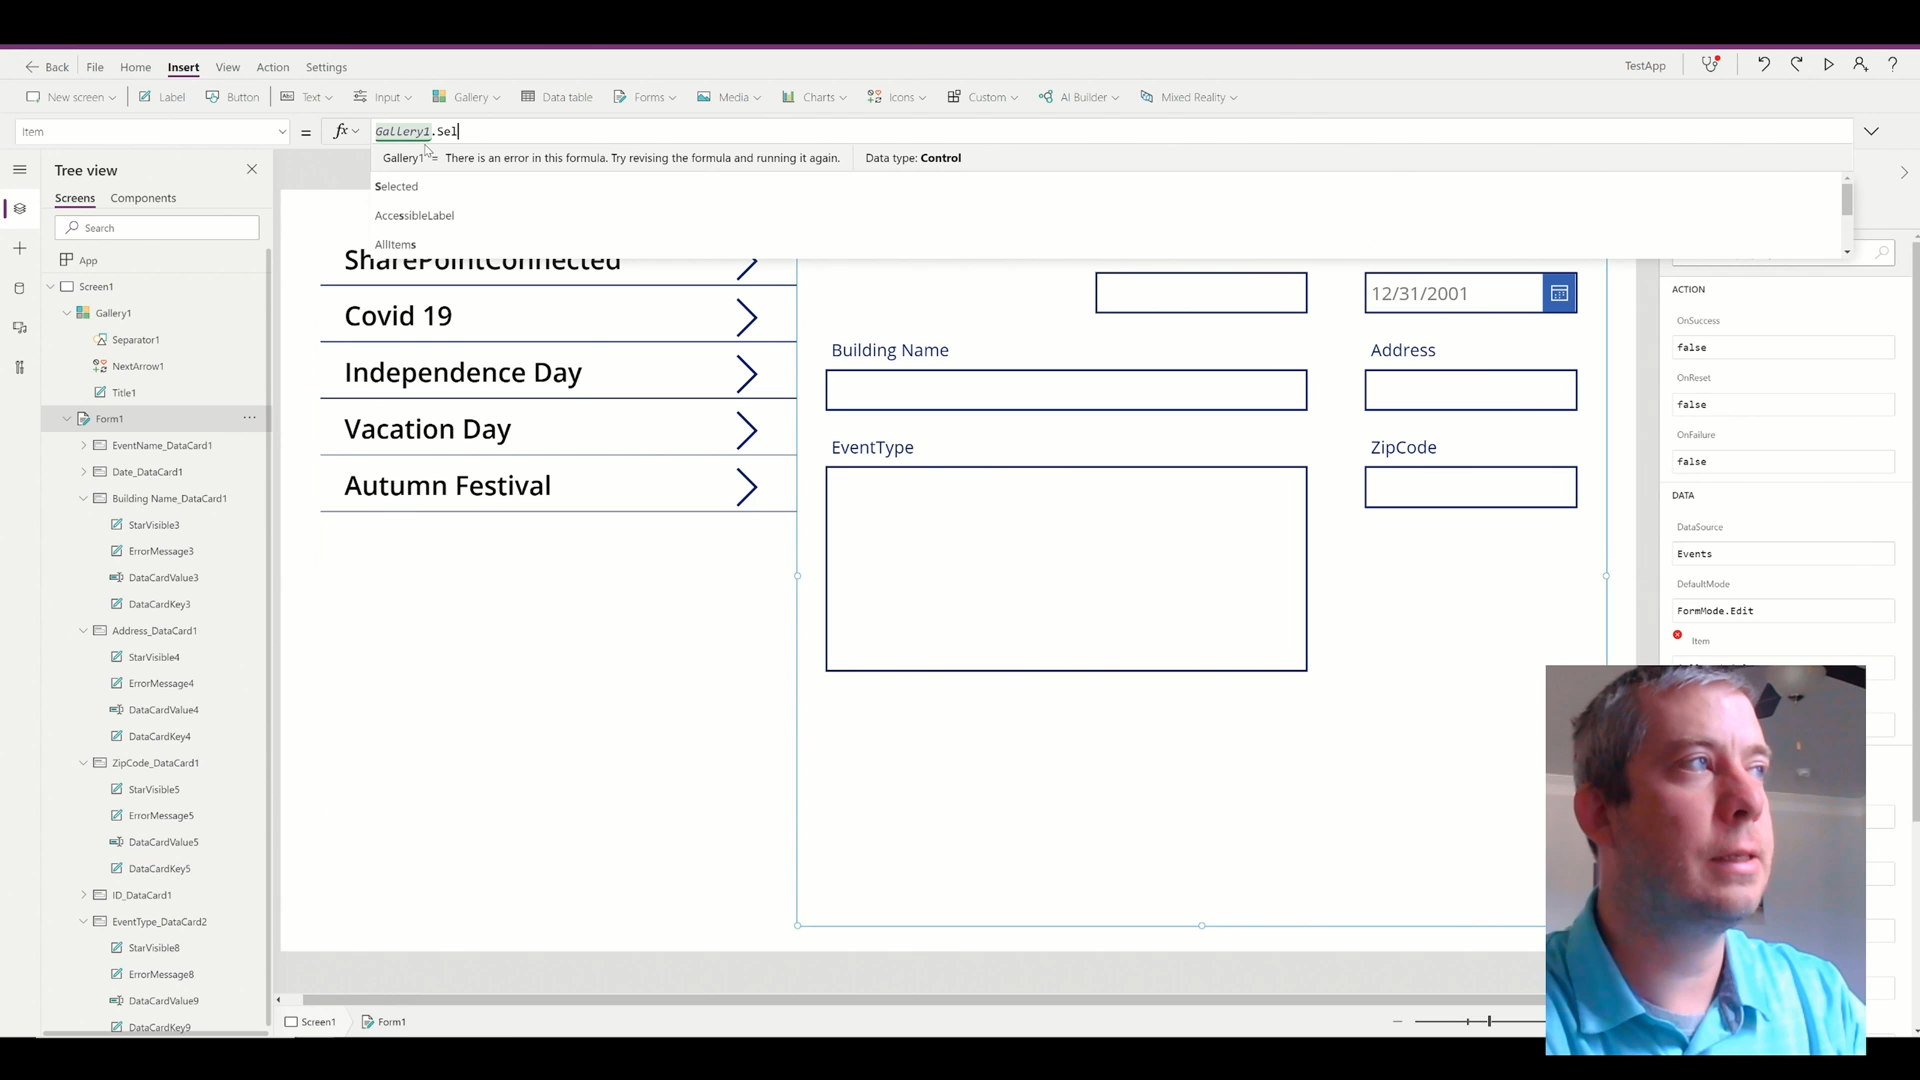 Back File Home Insert View Action Settings TestApp ?
New screen Label Button Text Input Gallery Data table Forms Media Charts Icons Custom AI Builder Mixed Reality
Item = fx Gallery1.Sel
Gallery1 = There is an error in this formula. Try revising the formula and running it again. Data type: Control
Selected
AccessibleLabel
AllItems
Tree view
Screens Components
Search
App
Screen1
Gallery1
Separator1
NextArrow1
Title1
Form1
EventName_DataCard1
Date_DataCard1
Building Name_DataCard1
StarVisible3
ErrorMessage3
DataCardValue3
DataCardKey3
Address_DataCard1
StarVisible4
ErrorMessage4
DataCardValue4
DataCardKey4
ZipCode_DataCard1
StarVisible5
ErrorMessage5
DataCardValue5
DataCardKey5
ID_DataCard1
EventType_DataCard2
StarVisible8
ErrorMessage8
DataCardValue9
DataCardKey9
SharePointConnected
Covid 19
Independence Day
Vacation Day
Autumn Festival
12/31/2001
Building Name Address
EventType ZipCode
ACTION
OnSuccess
false
OnReset
false
OnFailure
false
DATA
DataSource
Events
DefaultMode
FormMode.Edit
Item
Screen1 Form1